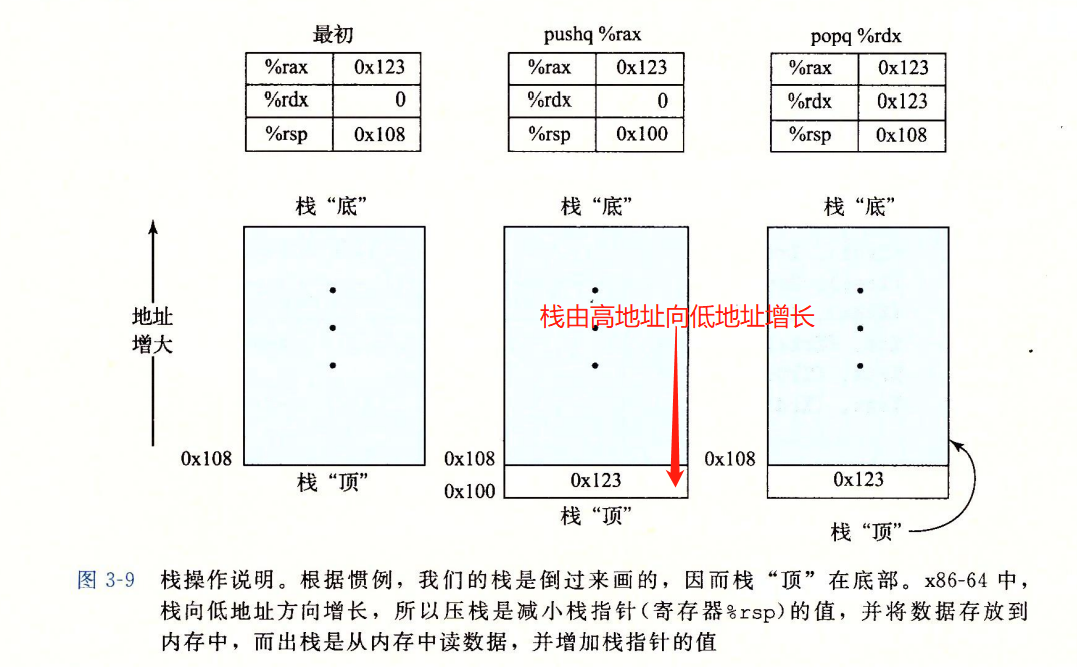 最初
%rax 0x123
%rdx 0
%rsp 0x108
pushq %rax
%rax 0x123
%rdx 0
%rsp 0x100
popq %rdx
%rax 0x123
%rdx 0x123
%rsp 0x108
栈“底”
栈“底”
栈“底”
地址
增大
栈由高地址向低地址增长
0x108
栈“顶”
0x108
0x100
0x123
栈“顶”
0x108
0x123
栈“顶”
图 3-9 栈操作说明。根据惯例，我们的栈是倒过来画的，因而栈“顶”在底部。x86-64 中，
栈向低地址方向增长，所以压栈是减小栈指针(寄存器%rsp)的值，并将数据存放到
内存中，而出栈是从内存中读数据，并增加栈指针的值